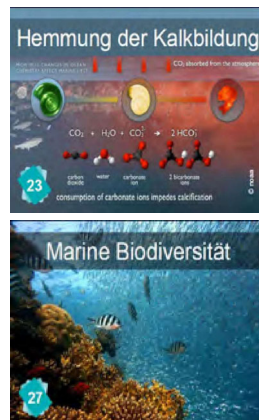 Hemmung der Kalkbildung
CO₂ absorbed from the atmosphere
CO₂ + H₂O + CO₃²⁻ → 2 HCO₃⁻
carbon dioxide
water
carbonate ion
2 bicarbonate ions
23
consumption of carbonate ions impedes calcification
© noaa
Marine Biodiversität
27